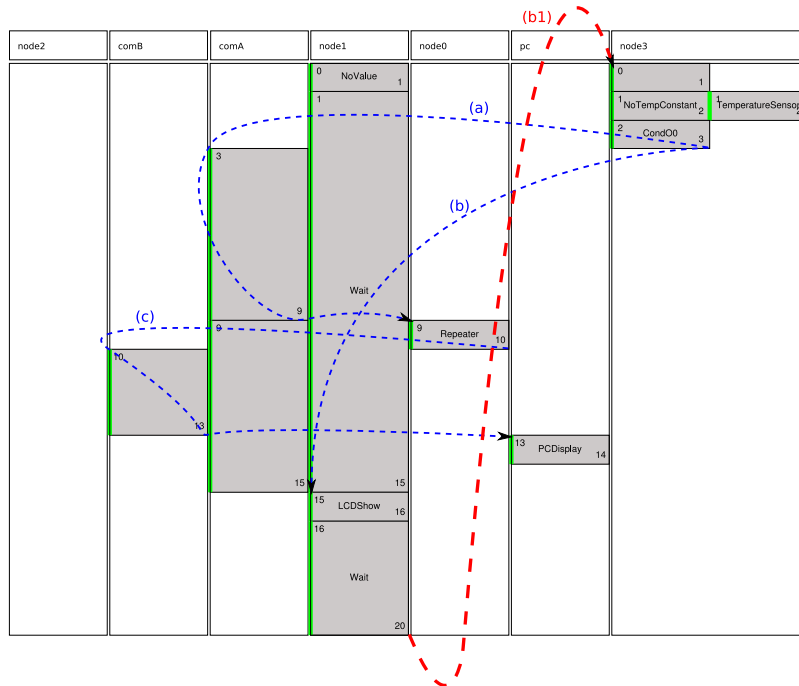 (b1)
node2 comB comA node1 node0 pc node3
0 NoValue 1
0 1
1 NoTempConstant 2
1 TemperatureSensor
2 CondO0 3
1 Wait 15
(a)
3 9
(b)
(c)
9 15
9 Repeater 10
10 13
13 PCDisplay 14
15 LCDShow 16
16 Wait 20